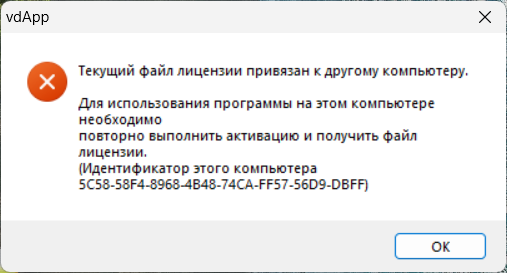 vdApp
Текущий файл лицензии привязан к другому компьютеру.
Для использования программы на этом компьютере
необходимо
повторно выполнить активацию и получить файл
лицензии.
(Идентификатор этого компьютера
5C58-58F4-8968-4B48-74CA-FF57-56D9-DBFF)
ОК